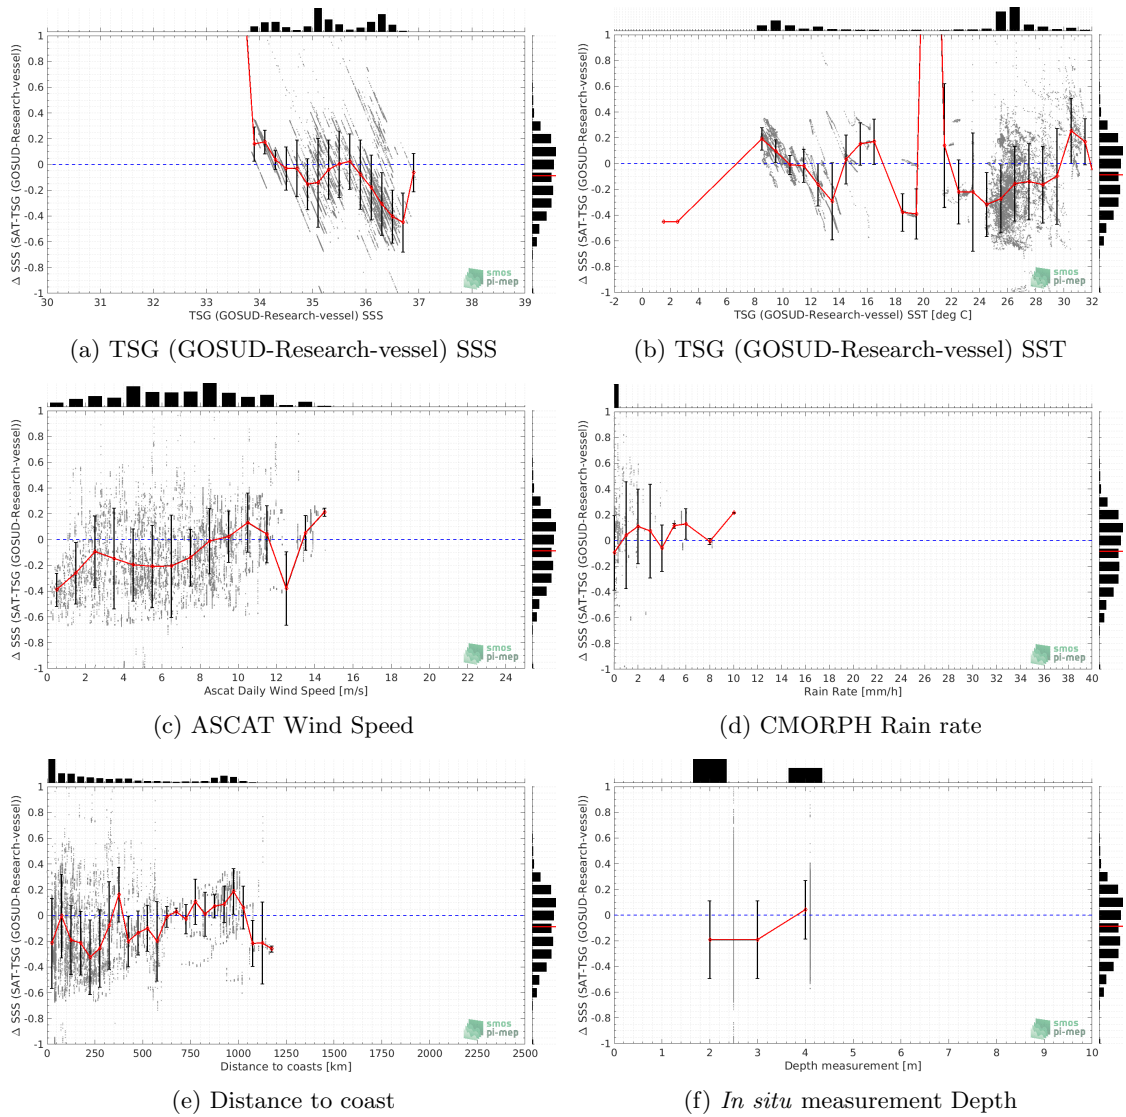 Δ SSS (SAT-TSG (GOSUD-Research-vessel))
1
0.8
0.6
0.4
0.2
0
-0.2
-0.4
-0.6
-0.8
-1
30 31 32 33 34 35 36 37 38 39
TSG (GOSUD-Research-vessel) SSS
smos
pi-mep
(a) TSG (GOSUD-Research-vessel) SSS
Δ SSS (SAT-TSG (GOSUD-Research-vessel))
1
0.8
0.6
0.4
0.2
0
-0.2
-0.4
-0.6
-0.8
-1
-2 0 2 4 6 8 10 12 14 16 18 20 22 24 26 28 30 32
TSG (GOSUD-Research-vessel) SST [deg C]
smos
pi-mep
(b) TSG (GOSUD-Research-vessel) SST
Δ SSS (SAT-TSG (GOSUD-Research-vessel))
1
0.8
0.6
0.4
0.2
0
-0.2
-0.4
-0.6
-0.8
-1
0 2 4 6 8 10 12 14 16 18 20 22 24
Ascat Daily Wind Speed [m/s]
smos
pi-mep
(c) ASCAT Wind Speed
Δ SSS (SAT-TSG (GOSUD-Research-vessel))
1
0.8
0.6
0.4
0.2
0
-0.2
-0.4
-0.6
-0.8
-1
0 2 4 6 8 10 12 14 16 18 20 22 24 26 28 30 32 34 36 38 40
Rain Rate [mm/h]
smos
pi-mep
(d) CMORPH Rain rate
Δ SSS (SAT-TSG (GOSUD-Research-vessel))
1
0.8
0.6
0.4
0.2
0
-0.2
-0.4
-0.6
-0.8
-1
0 250 500 750 1000 1250 1500 1750 2000 2250 2500
Distance to coasts [km]
smos
pi-mep
(e) Distance to coast
Δ SSS (SAT-TSG (GOSUD-Research-vessel))
1
0.8
0.6
0.4
0.2
0
-0.2
-0.4
-0.6
-0.8
-1
0 1 2 3 4 5 6 7 8 9 10
Depth measurement [m]
smos
pi-mep
(f) In situ measurement Depth